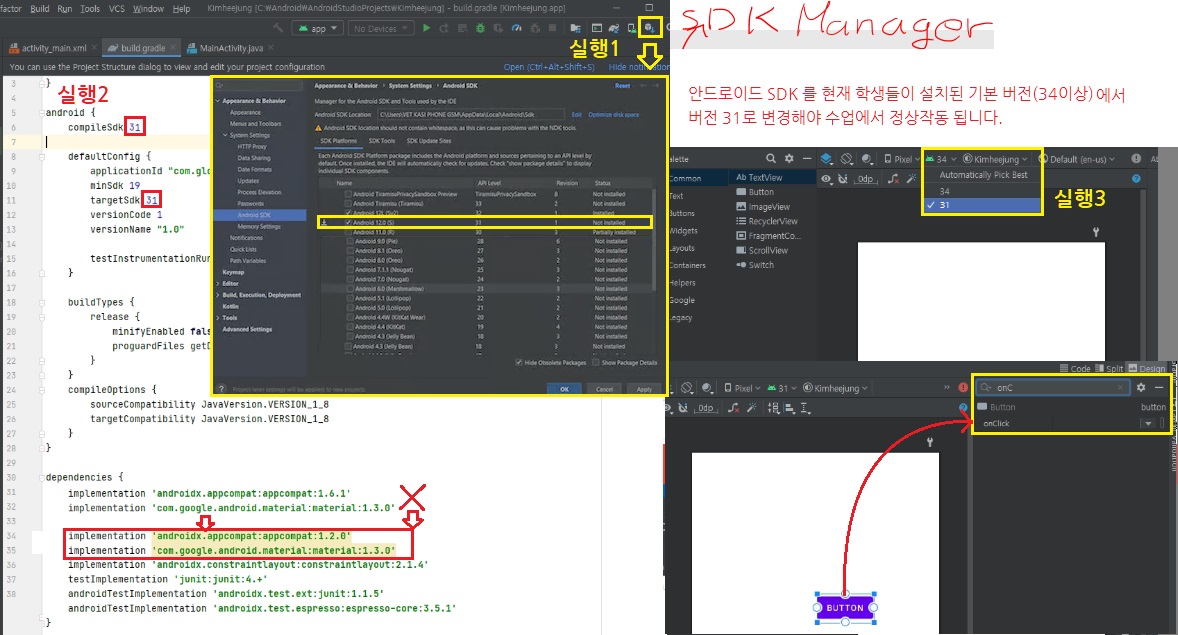 factor Build Run Tools VCS Window Help Kimheejung [C:\Android\AndroidStudioProjects\Kimheejung] - build.gradle [Kimheejung.app]
app No Devices
activity_main.xml build.gradle MainActivity.java
실행1
SDK Manager
You can use the Project Structure dialog to view and edit your project configuration
Open (Ctrl+Alt+Shift+S) Hide notification
안드로이드 SDK 를 현재 학생들이 설치된 기본 버전(34이상) 에서
버전 31로 변경해야 수업에서 정상작동 됩니다.
실행2
3 }
4
5 android {
6 compileSdk 31
7
8 defaultConfig {
9 applicationId "com.glo
10 minSdk 19
11 targetSdk 31
12 versionCode 1
13 versionName "1.0"
14
15 testInstrumentationRun
16 }
17
18 buildTypes {
19 release {
20 minifyEnabled fals
21 proguardFiles getD
22 }
23 }
24 compileOptions {
25 sourceCompatibility JavaVersion.VERSION_1_8
26 targetCompatibility JavaVersion.VERSION_1_8
27 }
28 }
29
30 dependencies {
31 implementation 'androidx.appcompat:appcompat:1.6.1'
32 implementation 'com.google.android.material:material:1.3.0'
33
34 implementation 'androidx.appcompat:appcompat:1.2.0'
35 implementation 'com.google.android.material:material:1.3.0'
36 implementation 'androidx.constraintlayout:constraintlayout:2.1.4'
37 testImplementation 'junit:junit:4.+'
38 androidTestImplementation 'androidx.test.ext:junit:1.1.5'
androidTestImplementation 'androidx.test.espresso:espresso-core:3.5.1'
}
Appearance & Behavior
Appearance
Menus and Toolbars
System Settings
HTTP Proxy
Data Sharing
Date Formats
Updates
Process Elevation
Passwords
Android SDK
Memory Settings
Notifications
Quick Lists
Path Variables
Keymap
Editor
Build, Execution, Deployment
Kotlin
Tools
Advanced Settings
Appearance & Behavior › System Settings › Android SDK Reset
Manager for the Android SDK and Tools used by the IDE
Android SDK Location: C:\Users\VET KASI PHONE GSM\AppData\Local\Android\Sdk Edit Optimize disk space
Android SDK location should not contain whitespace, as this can cause problems with the NDK tools.
SDK Platforms SDK Tools SDK Update Sites
Each Android SDK Platform package includes the Android platform and sources pertaining to an API level by
default. Once installed, the IDE will automatically check for updates. Check "show package details" to display
individual SDK components.
Name API Level Revision Status
Android TiramisuPrivacySandbox Preview TiramisuPrivacySandbox 8 Not installed
Android Tiramisu (Tiramisu) 33 2 Not installed
Android 12L (Sv2) 32 1 Installed
Android 12.0 (S) 31 1 Not installed
Android 11.0 (R) 30 3 Partially installed
Android 9.0 (Pie) 28 6 Not installed
Android 8.1 (Oreo) 27 3 Not installed
Android 8.0 (Oreo) 26 2 Not installed
Android 7.1.1 (Nougat) 25 3 Not installed
Android 7.0 (Nougat) 24 2 Not installed
Android 6.0 (Marshmallow) 23 3 Not installed
Android 5.1 (Lollipop) 22 2 Not installed
Android 5.0 (Lollipop) 21 2 Not installed
Android 4.4W (KitKat Wear) 20 2 Not installed
Android 4.4 (KitKat) 19 4 Not installed
Android 4.3 (Jelly Bean) 18 3 Not installed
Hide Obsolete Packages Show Package Details
Project level settings will be applied to new projects
OK Cancel Apply
alette Pixel 34 Kimheejung Default (en-us)
Common
Text
Buttons
Widgets
Layouts
Containers
Helpers
Google
Legacy
Ab TextView
Button
ImageView
RecyclerView
FragmentCo...
ScrollView
Switch
0dp
Automatically Pick Best
34
31
실행3
Code Split Design
Pixel 31 Kimheejung
0dp
onC
Button button
onClick
BUTTON